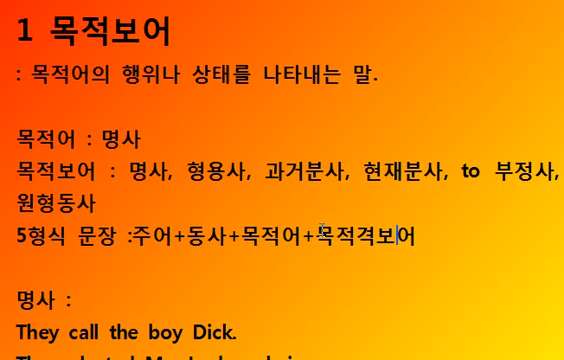 1 목적보어
: 목적어의 행위나 상태를 나타내는 말.
목적어 : 명사
목적보어 : 명사, 형용사, 과거분사, 현재분사, to 부정사,
원형동사
5형식 문장 :주어+동사+목적어+목적격보어
명사 :
They call the boy Dick.